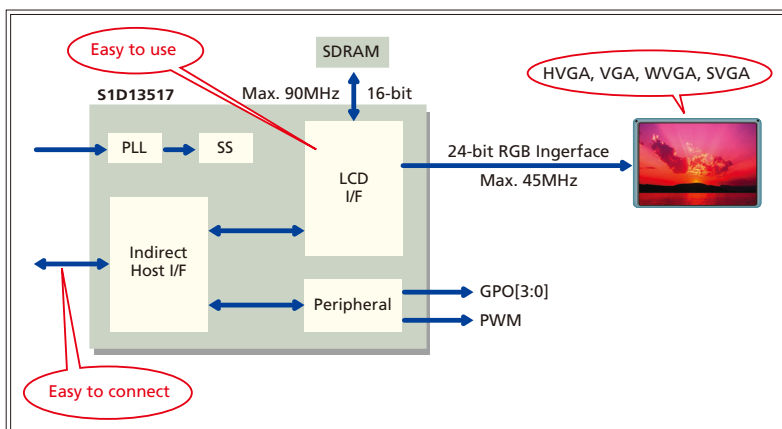 Easy to use
SDRAM
HVGA, VGA, WVGA, SVGA
S1D13517
Max. 90MHz
16-bit
PLL
SS
LCD
I/F
24-bit RGB Ingerface
Max. 45MHz
Indirect
Host I/F
Peripheral
GPO[3:0]
PWM
Easy to connect